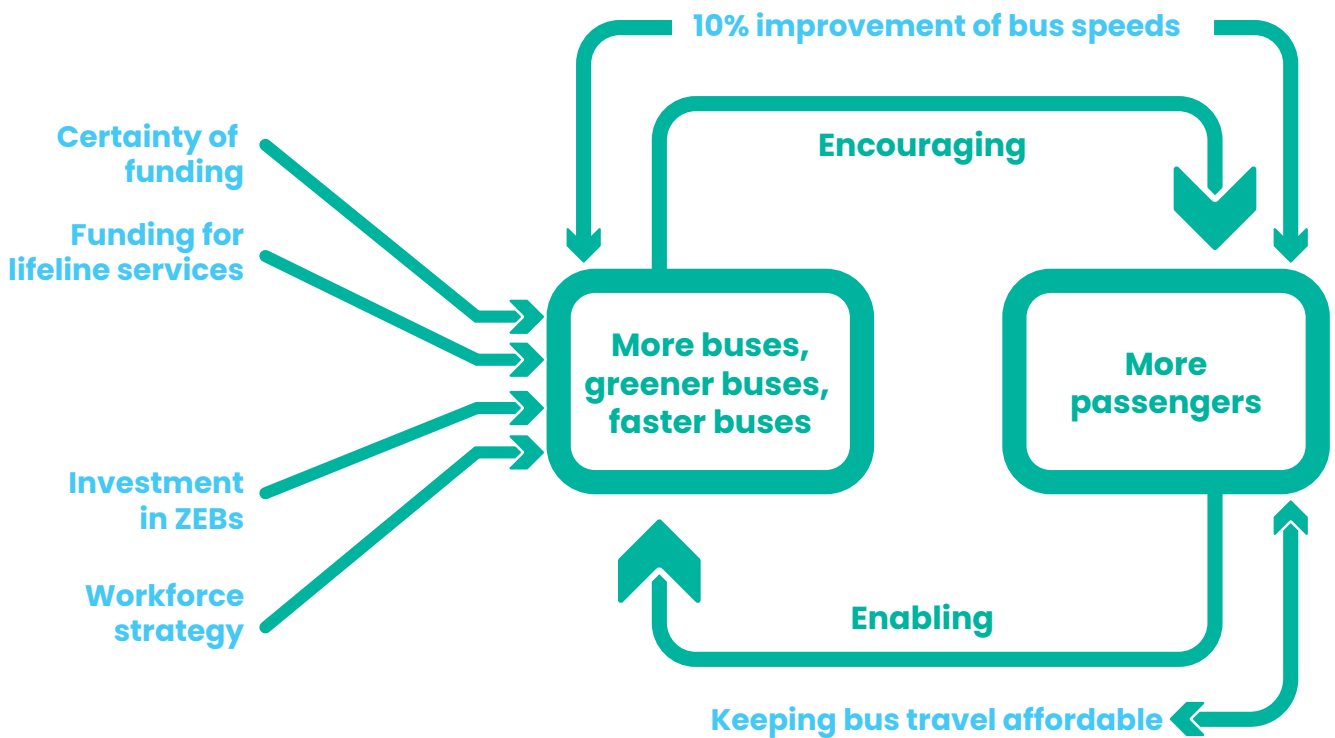 10% improvement of bus speeds
Encouraging
Certainty of
funding
Funding for
lifeline services
Investment
in ZEBs
Workforce
strategy
More buses,
greener buses,
faster buses
More
passengers
Enabling
Keeping bus travel affordable